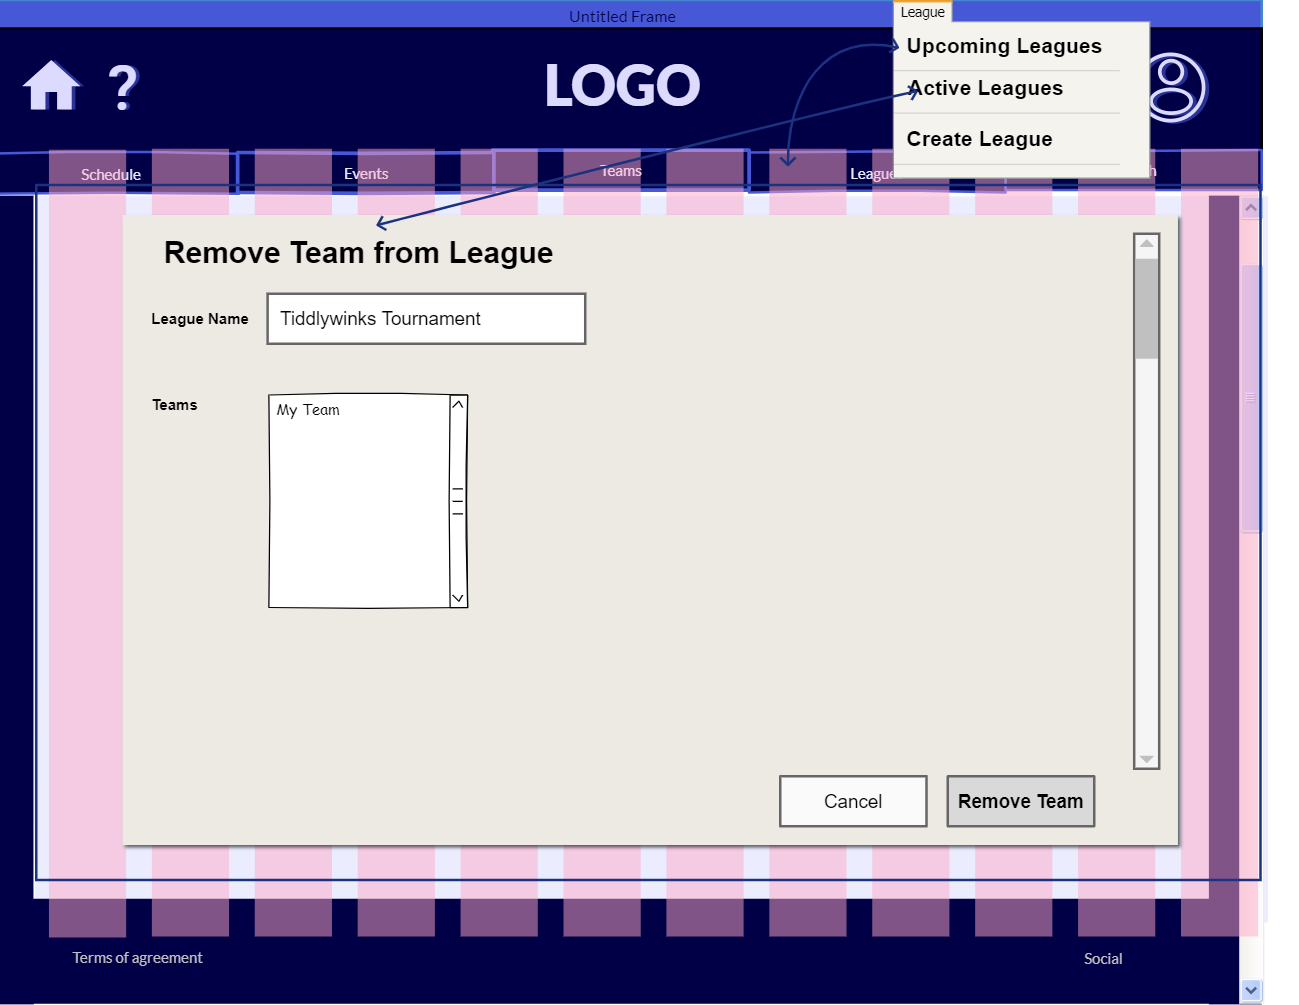 Untitled Frame
League
Upcoming Leagues
Active Leagues
Create League
?
LOGO
Schedule
Events
Teams
League
Remove Team from League
League Name
Tiddlywinks Tournament
Teams
My Team
Cancel
Remove Team
Terms of agreement
Social